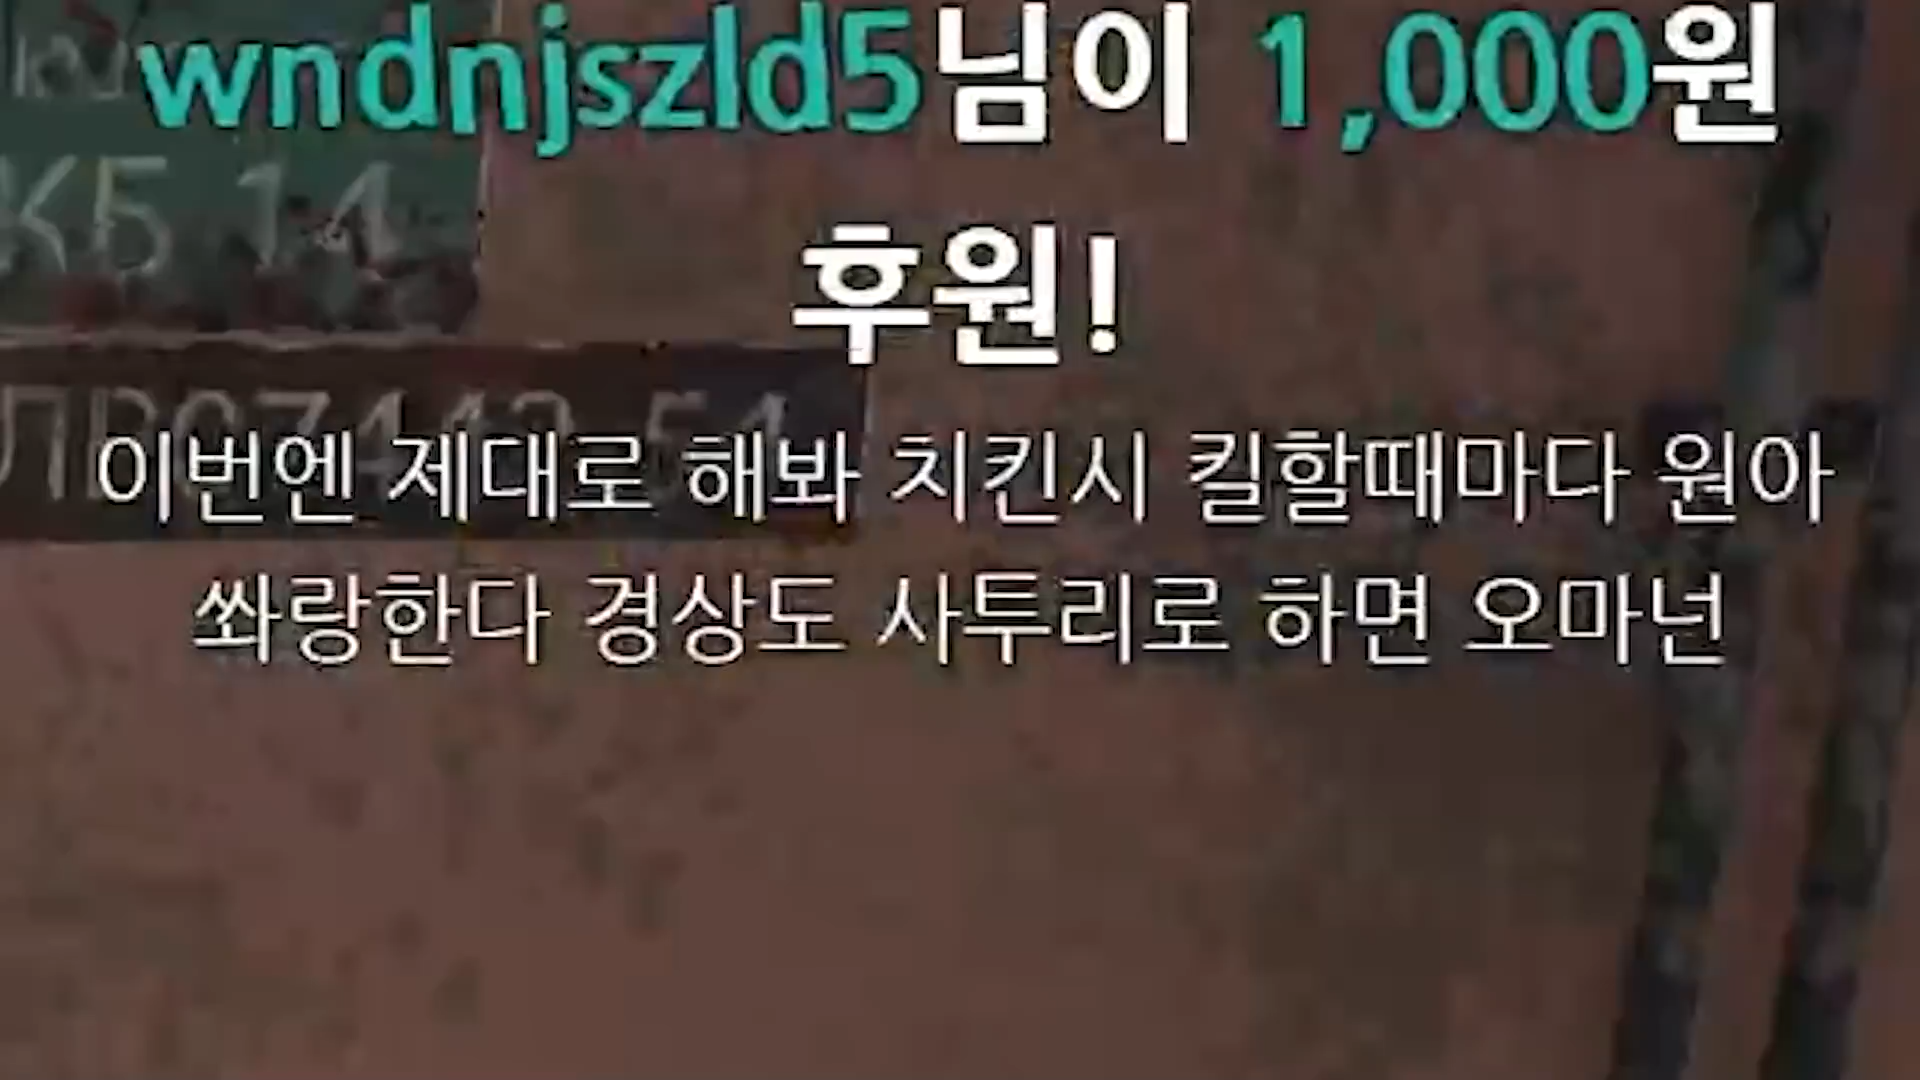 wndnjszld5님이 1,000원
후원!
КБ 14
이번엔 제대로 해봐 치킨시 킬할때마다 원아
쏴랑한다 경상도 사투리로 하면 오마넌